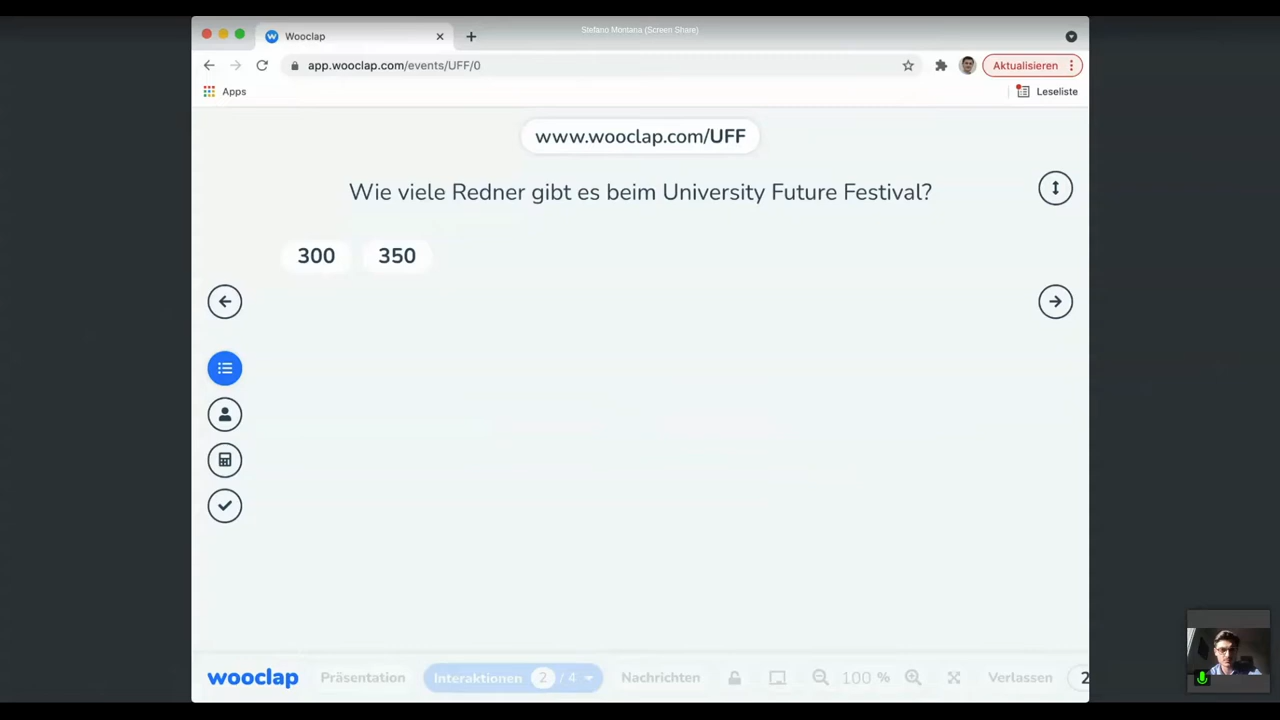 Stefano Montana (Screen Share)
Wooclap
app.wooclap.com/events/UFF/0
Aktualisieren
Apps
Leseliste
www.wooclap.com/UFF
Wie viele Redner gibt es beim University Future Festival?
300 350
wooclap Präsentation Interaktionen 2 / 4 Nachrichten 100 % Verlassen 2